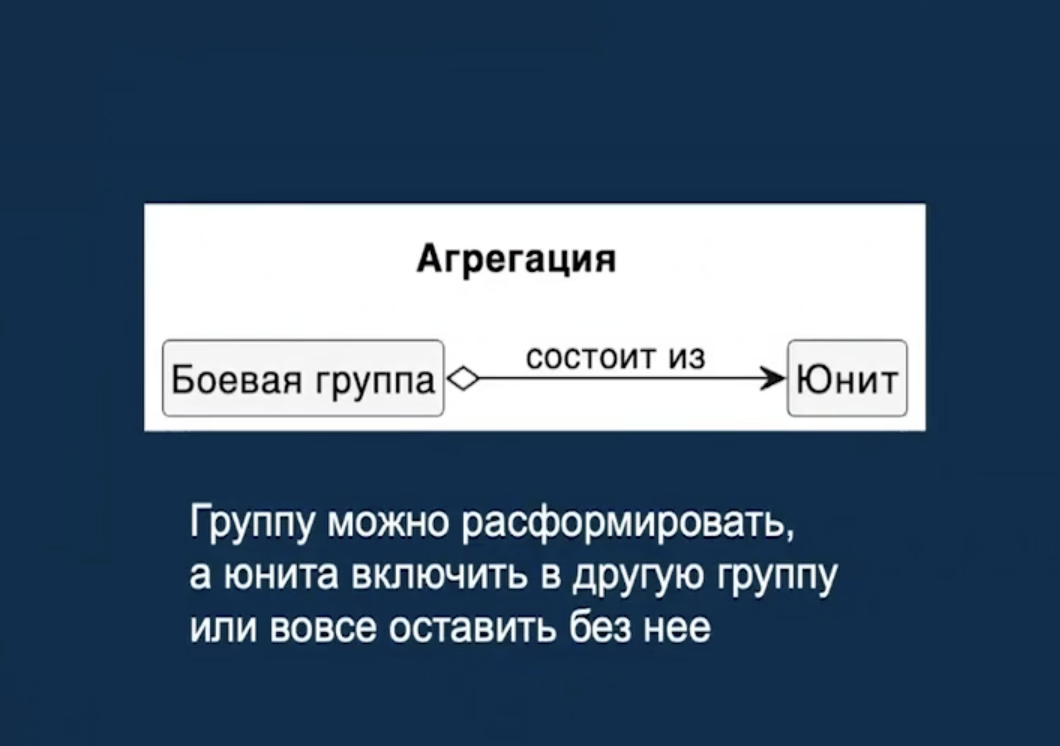 Агрегация
Боевая группа
состоит из
Юнит
Группу можно расформировать,
а юнита включить в другую группу
или вовсе оставить без нее